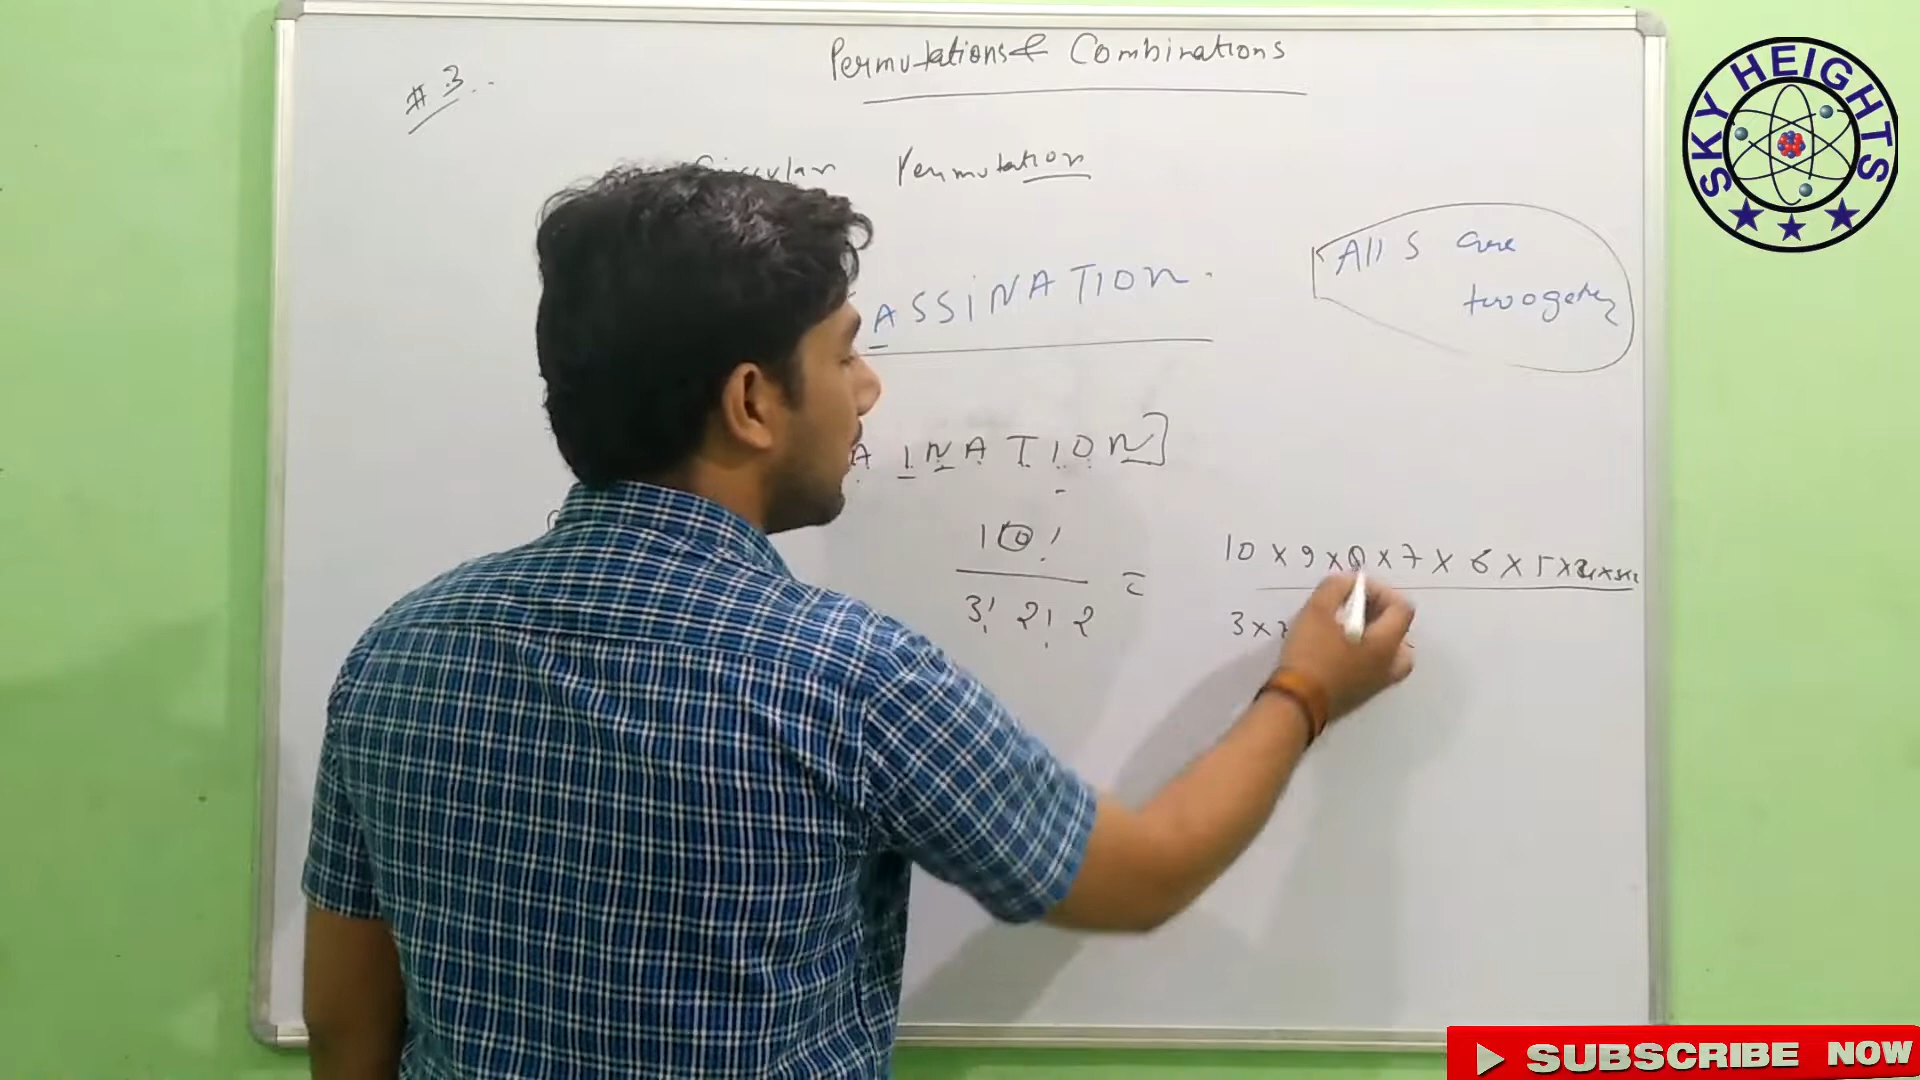 # 3..
Permutations & Combinations
Permutation
ASSINATION.
All S are
twogether
A INATION]
10!
3! 2! 2
=
10 x 9 x 8 x 7 x 6 x 5 x
3 x
SKY HEIGHTS
SUBSCRIBE NOW